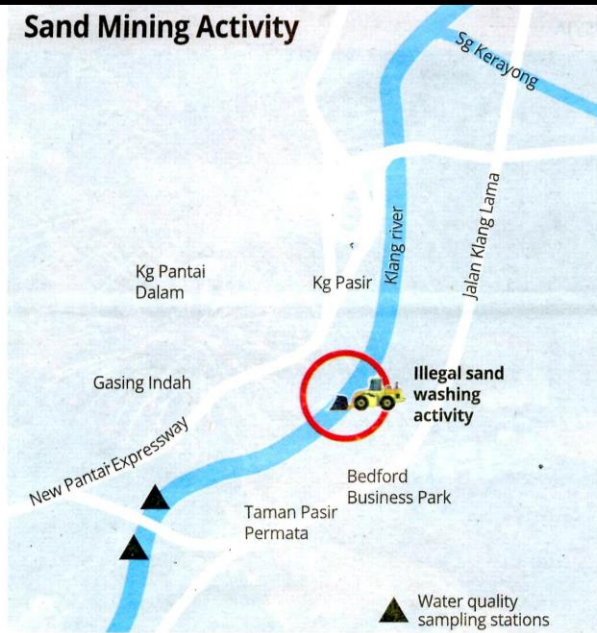 Sand Mining Activity
Sg Kerayong
Klang river
Jalan Klang Lama
Kg Pantai
Dalam
Kg Pasir
Gasing Indah
Illegal sand
washing
activity
New Pantai Expressway
Bedford
Business Park
Taman Pasir
Permata
Water quality
sampling stations